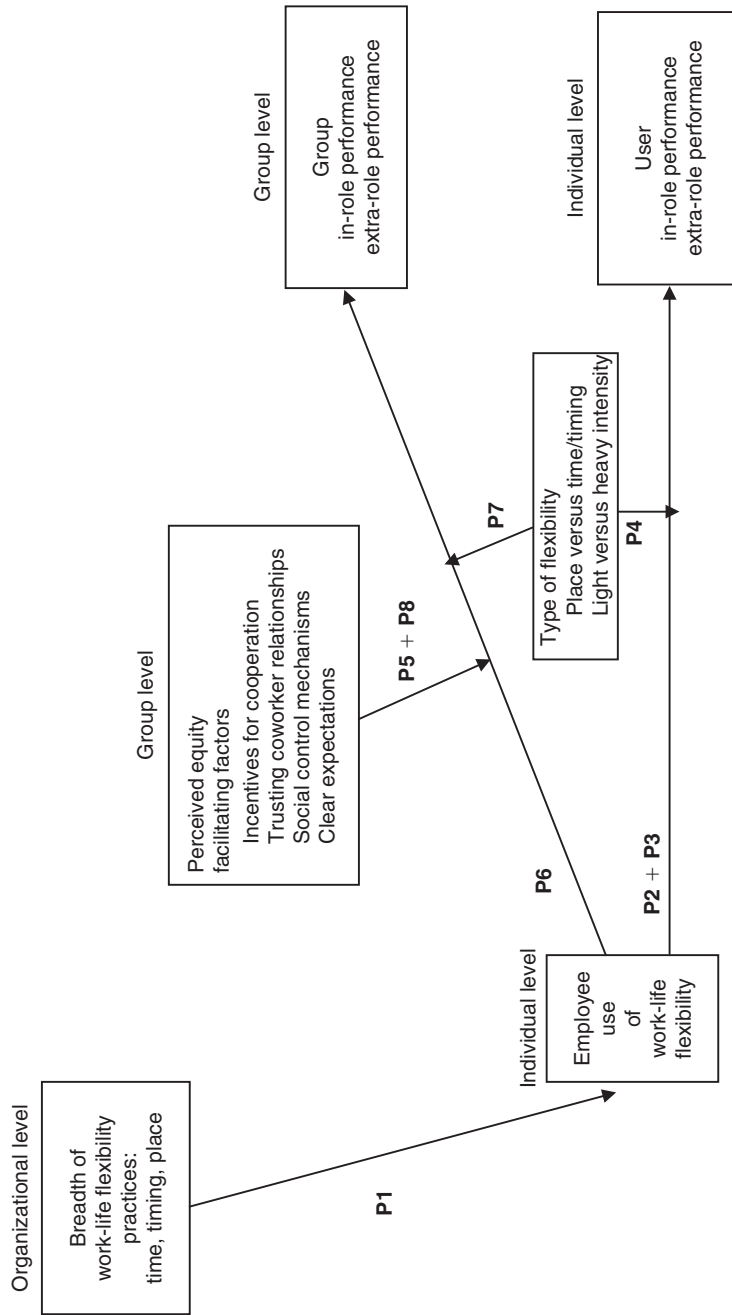 Organizational level
Breadth of
work-life flexibility
practices:
time, timing, place
P1
Individual level
Employee
use
of
work-life
flexibility
Group level
Perceived equity
facilitating factors
Incentives for cooperation
Trusting coworker relationships
Social control mechanisms
Clear expectations
P5 + P8
P6
P2 + P3
P7
Type of flexibility
Place versus time/timing
Light versus heavy intensity
P4
Group level
Group
in-role performance
extra-role performance
Individual level
User
in-role performance
extra-role performance